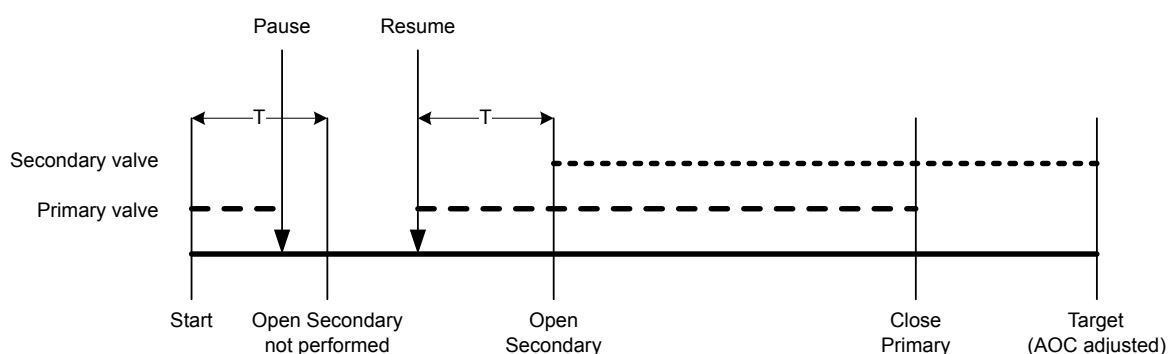 Pause
Resume
T
T
Secondary valve
Primary valve
Start
Open Secondary
not performed
Open
Secondary
Close
Primary
Target
(AOC adjusted)